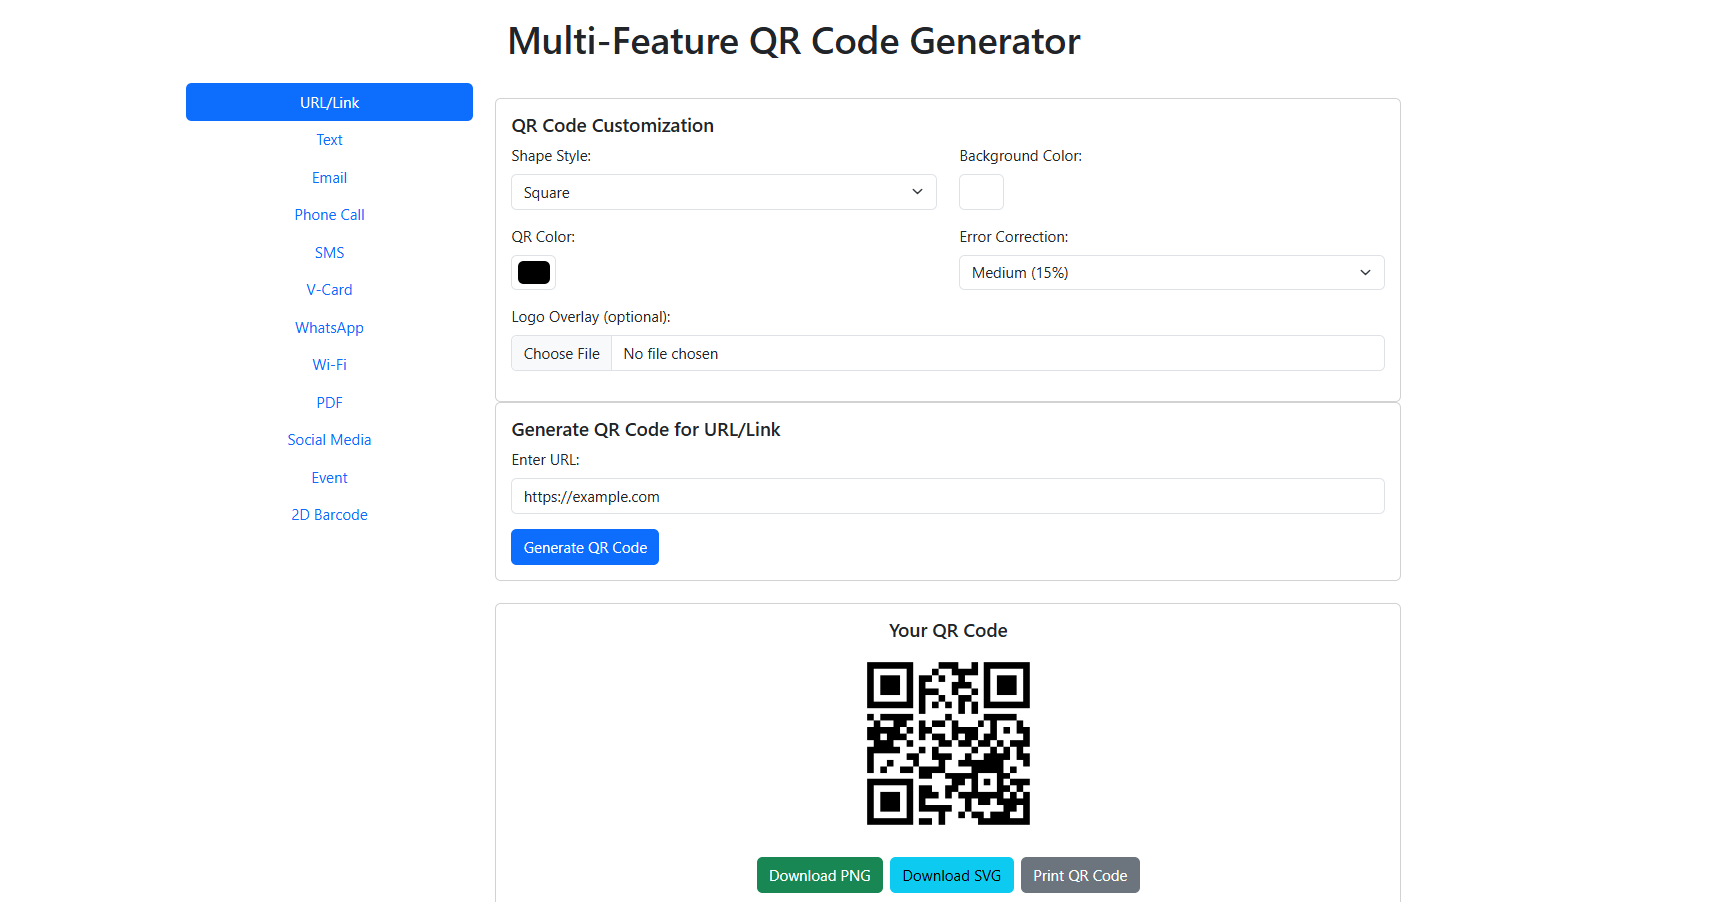 Multi-Feature QR Code Generator
URL/Link
Text
Email
Phone Call
SMS
V-Card
WhatsApp
Wi-Fi
PDF
Social Media
Event
2D Barcode
QR Code Customization
Shape Style:
Square
Background Color:
QR Color:
Error Correction:
Medium (15%)
Logo Overlay (optional):
Choose File No file chosen
Generate QR Code for URL/Link
Enter URL:
https://example.com
Generate QR Code
Your QR Code
Download PNG Download SVG Print QR Code